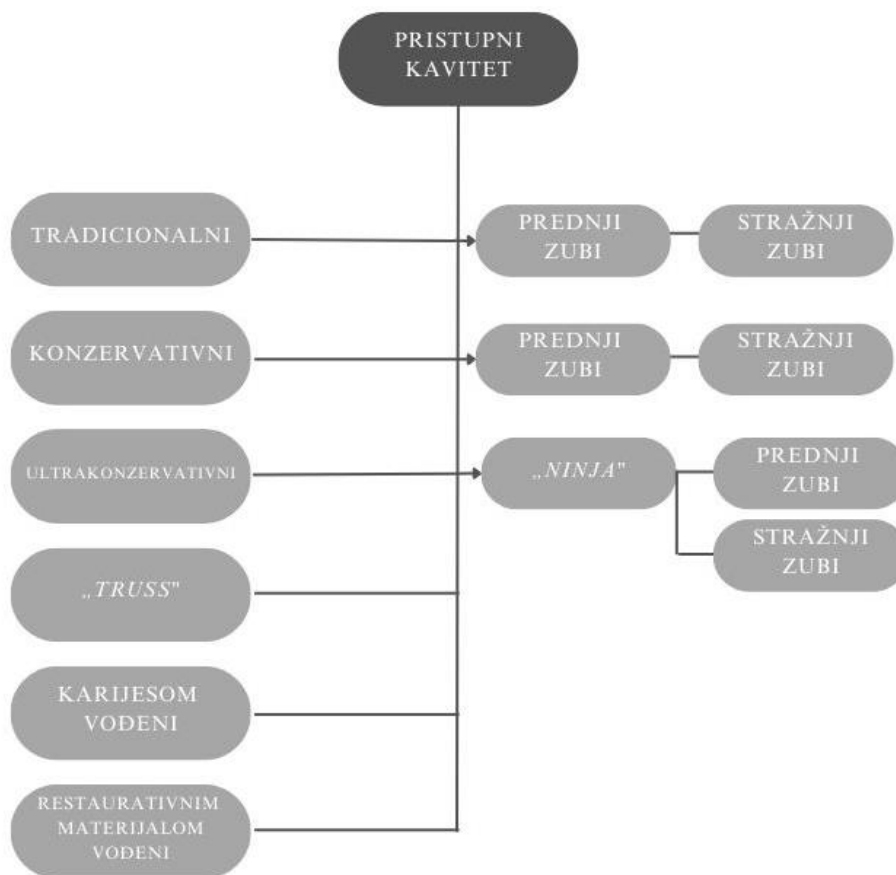 PRISTUPNI
KAVITET
TRADICIONALNI
PREDNJI
ZUBI
STRAŽNJI
ZUBI
KONZERVATIVNI
PREDNJI
ZUBI
STRAŽNJI
ZUBI
ULTRAKONZERVATIVNI
„NINJA"
PREDNJI
ZUBI
STRAŽNJI
ZUBI
„TRUSS"
KARIJESOM
VOĐENI
RESTAURATIVNIM
MATERIJALOM
VOĐENI